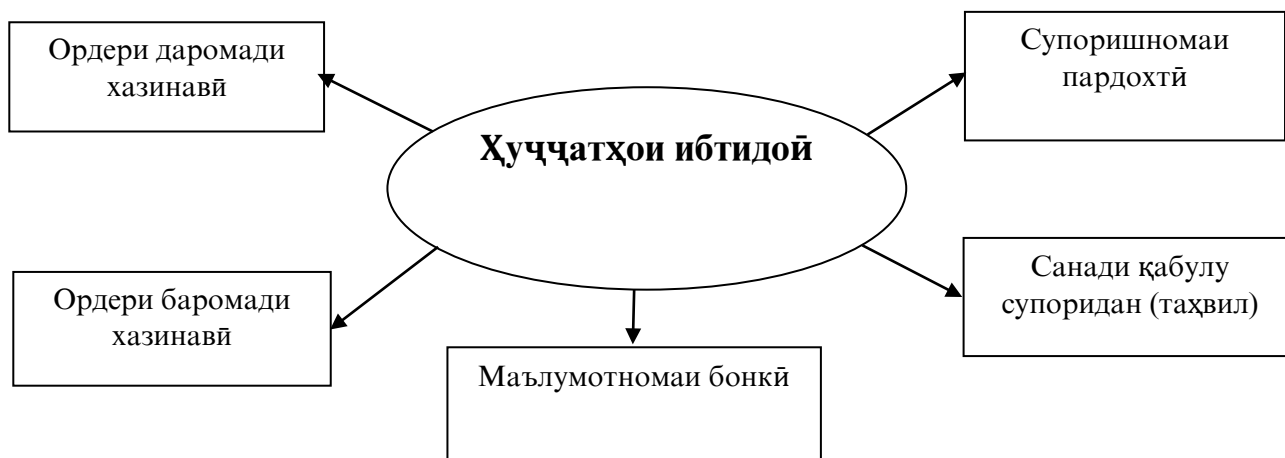 Ордери даромади
хазинавӣ
Супоришномаи
пардохтӣ
Ҳуҷҷатҳои ибтидоӣ
Ордери баромади
хазинавӣ
Санади қабулу
супоридан (таҳвил)
Маълумотномаи бонкӣ